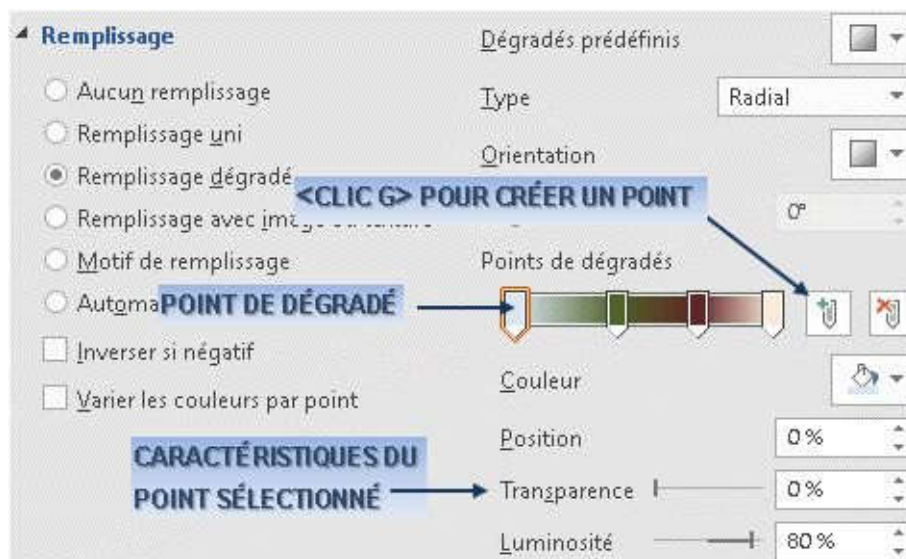 Remplissage
Aucun remplissage
Remplissage uni
Remplissage dégradé
Remplissage avec
Motif de remplissage
Inverser si négatif
Varier les couleurs par point
Dégradés prédéfinis
Type Radial
Orientation
<CLIC G> POUR CRÉER UN POINT
0°
Points de dégradés
POINT DE DÉGRADÉ
Couleur
Position 0%
CARACTÉRISTIQUES DU
POINT SÉLECTIONNÉ
Transparence 0%
Luminosité 80%